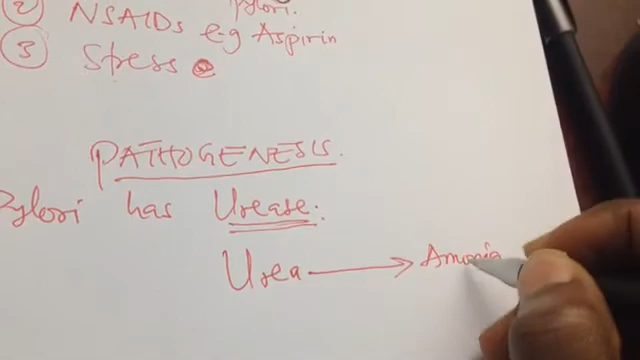 ② Pylori.
NSAIDs e.g Aspirin
③ Stress
PATHOGENESIS.
Pylori has Urease.
Urea → Ammonia